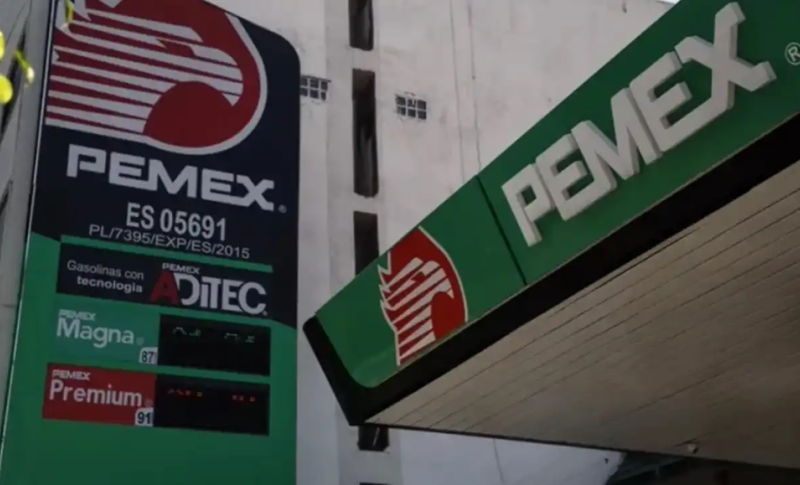 PEMEX®
ES 05691
PL/7395/EXP/ES/2015
Gasolinas con
tecnología
PEMEX
ADITEC
PEMEX
Magna
87
PEMEX
Premium
91
PEMEX®